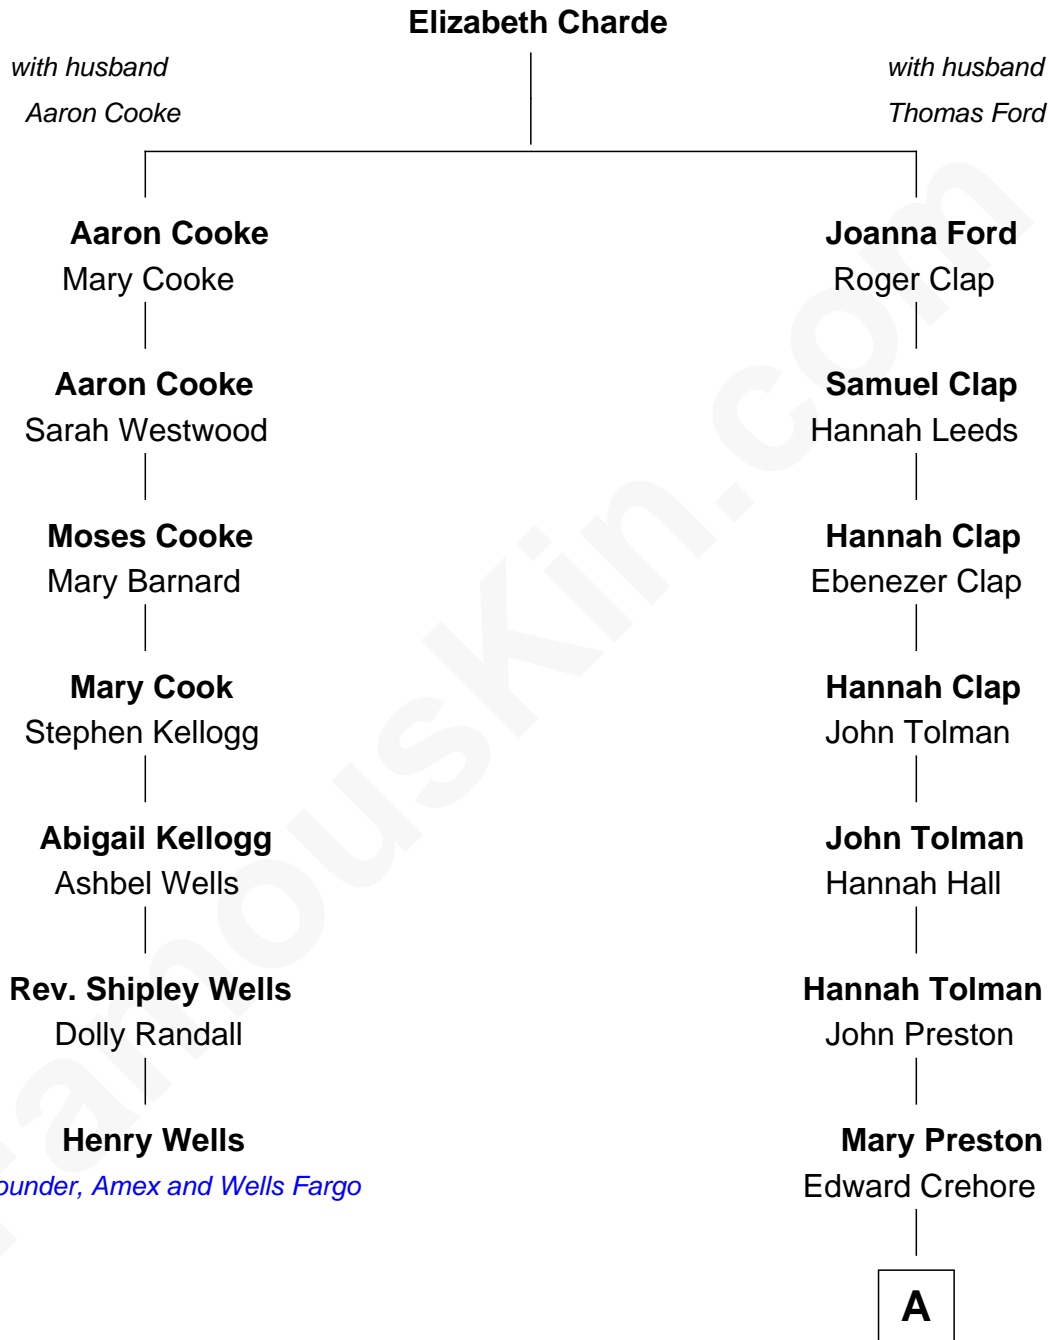 Elizabeth Charde
with husband
Aaron Cooke
with husband
Thomas Ford
Aaron Cooke
Mary Cooke
Joanna Ford
Roger Clap
Aaron Cooke
Sarah Westwood
Samuel Clap
Hannah Leeds
Moses Cooke
Mary Barnard
Hannah Clap
Ebenezer Clap
Mary Cook
Stephen Kellogg
Hannah Clap
John Tolman
Abigail Kellogg
Ashbel Wells
John Tolman
Hannah Hall
Rev. Shipley Wells
Dolly Randall
Hannah Tolman
John Preston
Henry Wells
ounder, Amex and Wells Fargo
Mary Preston
Edward Crehore
A
FamousKin.com